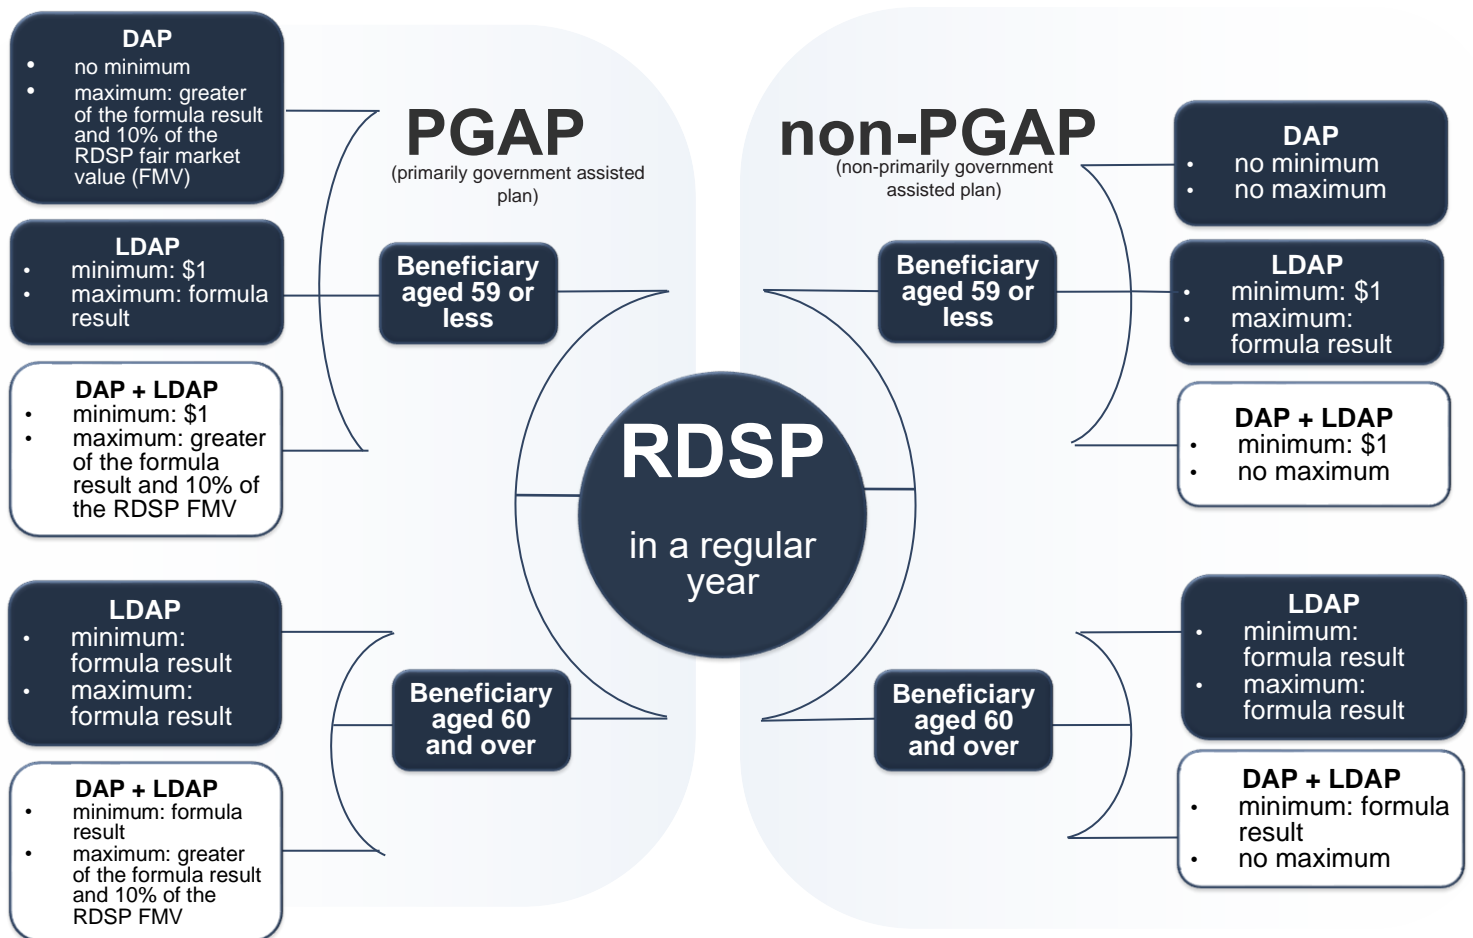 DAP
• no minimum
• maximum: greater
of the formula result
and 10% of the
RDSP fair market
value (FMV)
LDAP
• minimum: $1
• maximum: formula
result
DAP + LDAP
• minimum: $1
• maximum: greater
of the formula
result and 10% of
the RDSP FMV
LDAP
• minimum:
formula result
• maximum:
formula result
DAP + LDAP
• minimum: formula
result
• maximum: greater
of the formula result
and 10% of the
RDSP FMV
PGAP
(primarily government assisted
plan)
Beneficiary
aged 59 or
less
Beneficiary
aged 60
and over
RDSP
in a regular
year
non-PGAP
(non-primarily government
assisted plan)
Beneficiary
aged 59 or
less
Beneficiary
aged 60
and over
DAP
• no minimum
• no maximum
LDAP
• minimum: $1
• maximum:
formula result
DAP + LDAP
• minimum: $1
• no maximum
LDAP
• minimum:
formula result
• maximum:
formula result
DAP + LDAP
• minimum: formula
result
• no maximum